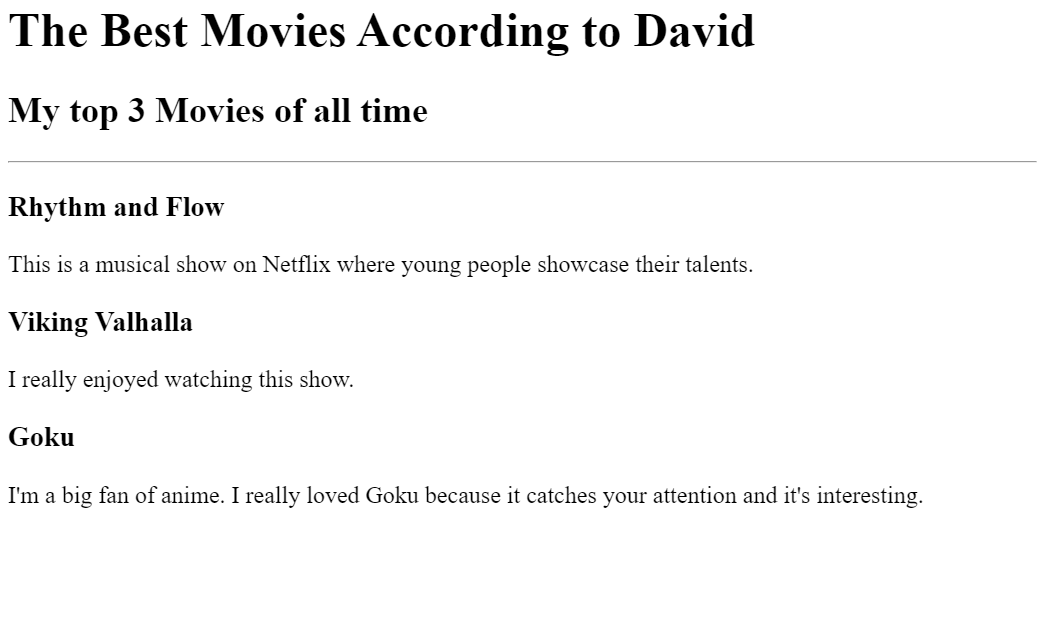 The Best Movies According to David
My top 3 Movies of all time
Rhythm and Flow
This is a musical show on Netflix where young people showcase their talents.
Viking Valhalla
I really enjoyed watching this show.
Goku
I'm a big fan of anime. I really loved Goku because it catches your attention and it's interesting.